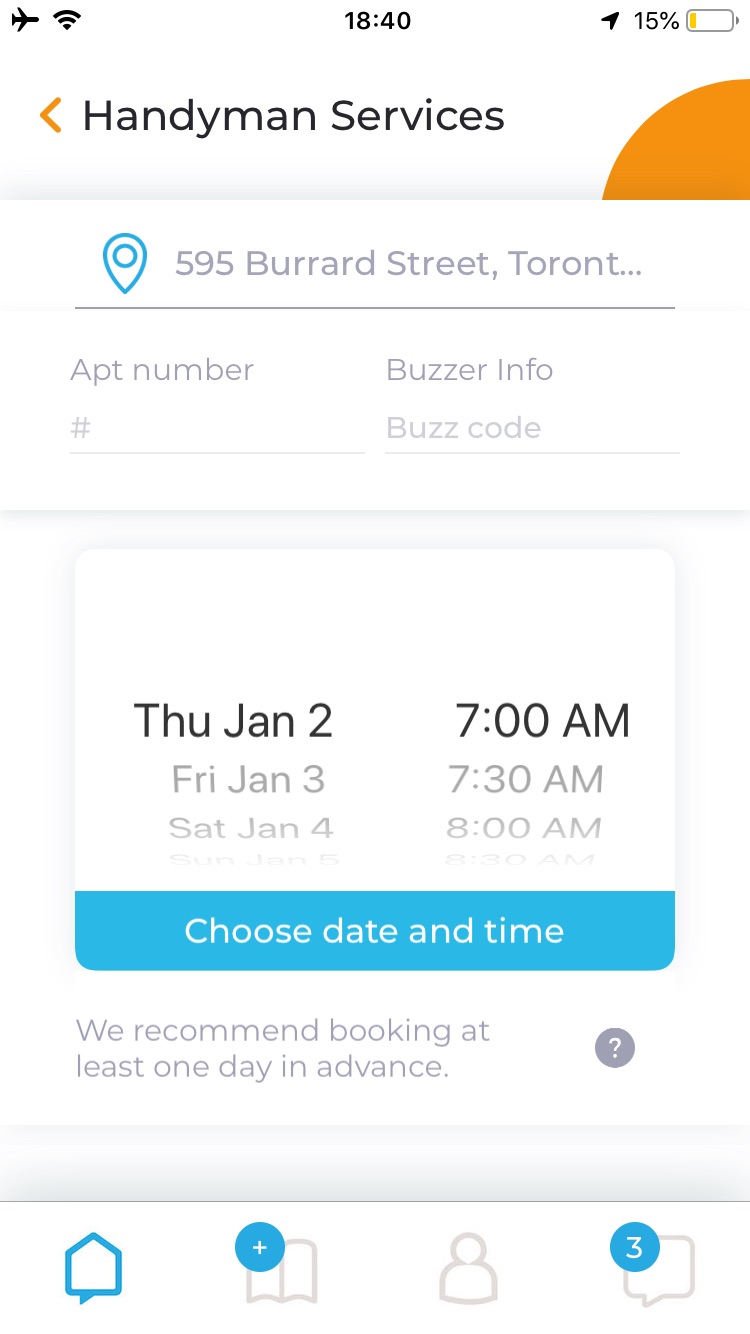 18:40
15%
Handyman Services
595 Burrard Street, Toront...
Apt number
Buzzer Info
#
Buzz code
Thu Jan 2 7:00 AM
Fri Jan 3 7:30 AM
Sat Jan 4 8:00 AM
Sun Jan 5 8:30 AM
Choose date and time
We recommend booking at
least one day in advance.
?
+
3